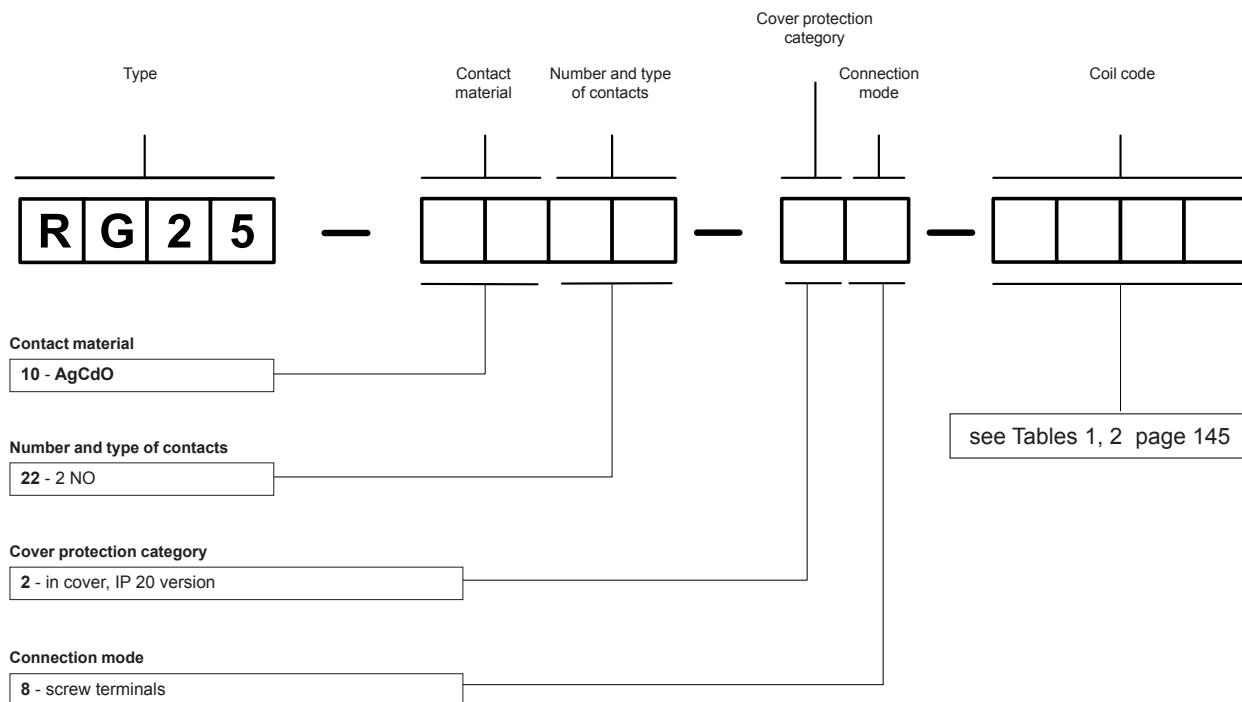 Cover protection
category
Type
Contact
material
Number and type
of contacts
Connection
mode
Coil code
R G 2 5 — — —
Contact material
10 - AgCdO
see Tables 1, 2 page 145
Number and type of contacts
22 - 2 NO
Cover protection category
2 - in cover, IP 20 version
Connection mode
8 - screw terminals